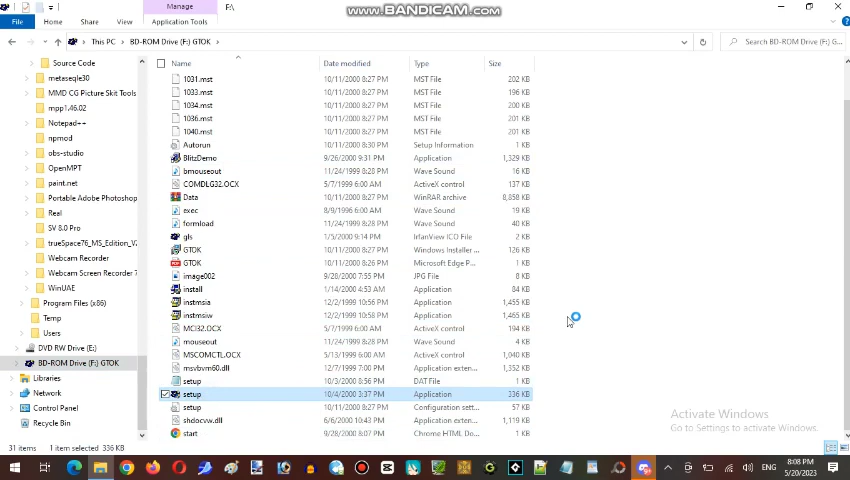 Manage
F:\
www.BANDICAM.com
File
Home
Share
View
Application Tools
This PC > BD-ROM Drive (F:) GTOK >
Search BD-ROM Drive (F:) G...
Source Code
metaseqle30
MMD CG Picture Skit Tools
mpp1.46.02
Notepad++
npmod
obs-studio
OpenMPT
paint.net
Portable Adobe Photoshop
Real
SV 8.0 Pro
trueSpace76_MS_Edition_V2
Webcam Recorder
Webcam Screen Recorder 7
WinUAE
Program Files (x86)
Temp
Users
DVD RW Drive (E:)
BD-ROM Drive (F:) GTOK
Libraries
Network
Control Panel
Recycle Bin
Name Date modified Type Size
1031.mst 10/11/2000 8:27 PM MST File 202 KB
1033.mst 10/11/2000 8:27 PM MST File 196 KB
1034.mst 10/11/2000 8:27 PM MST File 200 KB
1036.mst 10/11/2000 8:27 PM MST File 201 KB
1040.mst 10/11/2000 8:27 PM MST File 201 KB
Autorun 10/11/2000 8:30 PM Setup Information 1 KB
BlitzDemo 9/26/2000 9:31 PM Application 1,329 KB
bmouseout 11/24/1999 8:28 PM Wave Sound 16 KB
COMDLG32.OCX 5/7/1999 6:00 AM ActiveX control 137 KB
Data 10/11/2000 8:27 PM WinRAR archive 8,858 KB
exec 8/9/1996 6:00 AM Wave Sound 19 KB
formload 11/24/1999 8:27 PM Wave Sound 40 KB
gls 1/5/2000 9:14 PM IrfanView ICO File 2 KB
GTOK 10/11/2000 8:27 PM Windows Installer ... 126 KB
GTOK 10/11/2000 8:26 PM Microsoft Edge P... 2 KB
image002 9/28/2000 7:55 PM JPG File 8 KB
install 1/14/2000 4:53 AM Application 84 KB
instmsia 12/2/1999 10:56 PM Application 1,455 KB
instmsiw 12/2/1999 10:58 PM Application 1,465 KB
MCI32.OCX 5/7/1999 6:00 AM ActiveX control 194 KB
mouseout 11/24/1999 8:28 PM Wave Sound 4 KB
MSCOMCTL.OCX 5/13/1999 6:00 AM ActiveX control 1,040 KB
msvbvm60.dll 12/7/1999 7:00 PM Application exten... 1,352 KB
setup 10/3/2000 8:56 PM DAT File 1 KB
setup 10/4/2000 3:37 PM Application 336 KB
setup 10/11/2000 8:27 PM Configuration sett... 57 KB
shdocvw.dll 6/6/2000 10:43 PM Application exten... 1,119 KB
start 9/28/2000 8:07 PM Chrome HTML Do... 1 KB
Activate Windows
Go to Settings to activate Windows.
31 items
1 item selected 336 KB
ENG
8:08 PM
5/20/2023